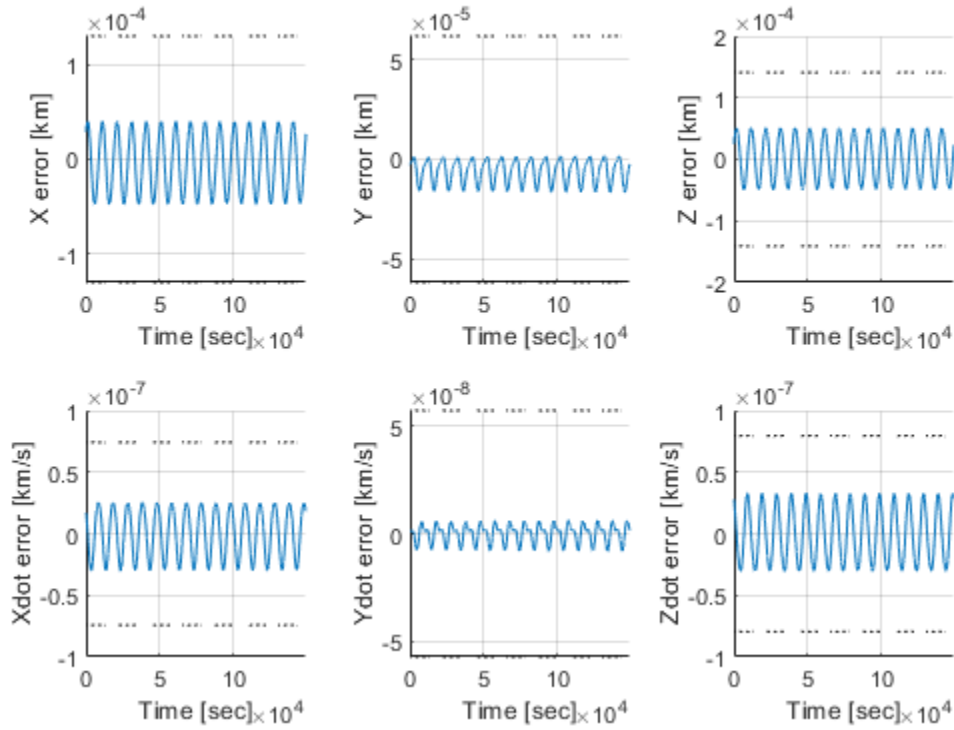 ×10⁻⁴
X error [km]
1
0
-1
0 5 10
Time [sec] ×10⁴
×10⁻⁵
Y error [km]
5
0
-5
0 5 10
Time [sec] ×10⁴
×10⁻⁴
Z error [km]
2
1
0
-1
-2
0 5 10
Time [sec] ×10⁴
×10⁻⁷
Xdot error [km/s]
1
0.5
0
-0.5
-1
0 5 10
Time [sec] ×10⁴
×10⁻⁸
Ydot error [km/s]
5
0
-5
0 5 10
Time [sec] ×10⁴
×10⁻⁷
Zdot error [km/s]
1
0.5
0
-0.5
-1
0 5 10
Time [sec] ×10⁴